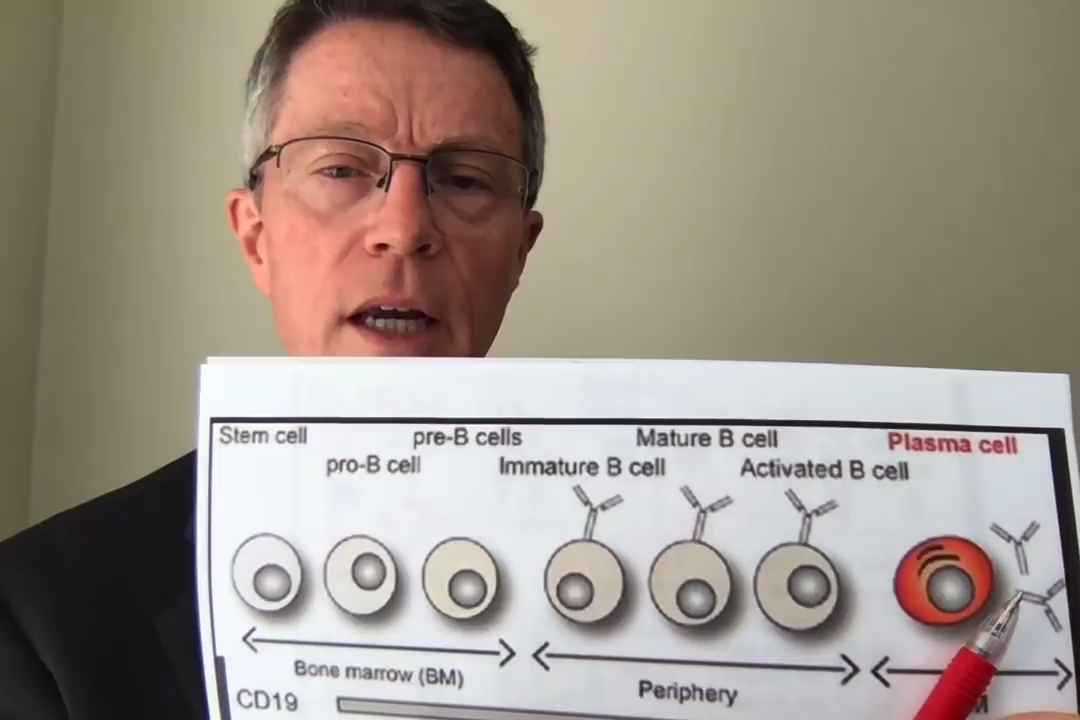 Stem cell
pre-B cells
Mature B cell
Plasma cell
pro-B cell
Immature B cell
Activated B cell
Bone marrow (BM)
Periphery
CD19